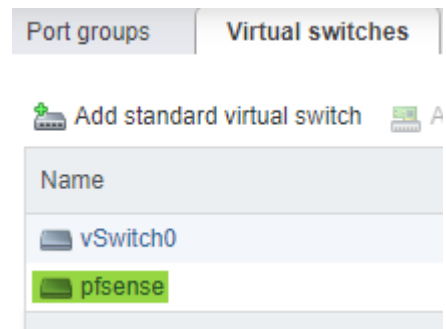 Port groups Virtual switches
Add standard virtual switch A
Name
vSwitch0
pfsense